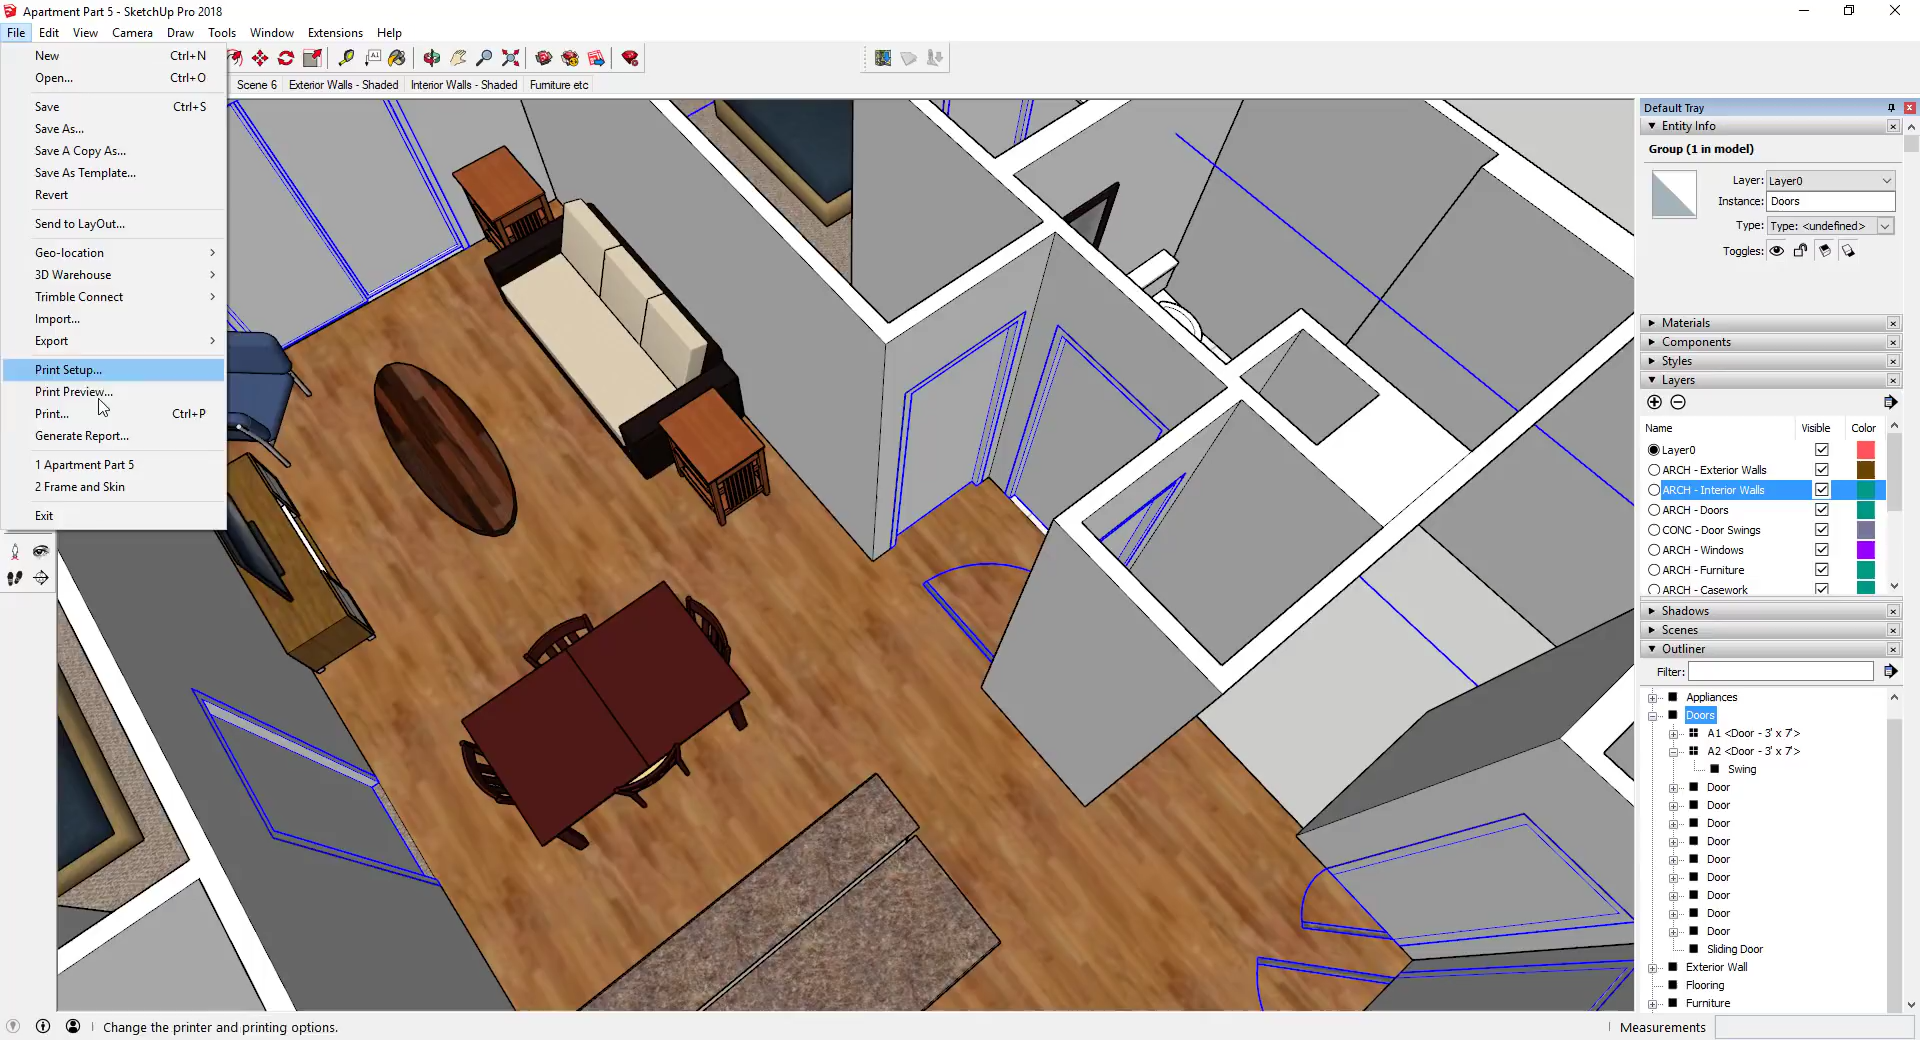 Apartment Part 5 - SketchUp Pro 2018
File Edit View Camera Draw Tools Window Extensions Help
New Ctrl+N
Open... Ctrl+O
Save Ctrl+S
Save As...
Save A Copy As...
Save As Template...
Revert
Send to LayOut...
Geo-location
3D Warehouse
Trimble Connect
Import...
Export
Print Setup...
Print Preview...
Print... Ctrl+P
Generate Report...
1 Apartment Part 5
2 Frame and Skin
Exit
Scene 6 Exterior Walls - Shaded Interior Walls - Shaded Furniture etc
Default Tray
Entity Info
Group (1 in model)
Layer: Layer0
Instance: Doors
Type: Type: <undefined>
Toggles:
Materials
Components
Styles
Layers
Name Visible Color
Layer0
ARCH - Exterior Walls
ARCH - Interior Walls
ARCH - Doors
CONC - Door Swings
ARCH - Windows
ARCH - Furniture
ARCH - Casework
Shadows
Scenes
Outliner
Filter:
Appliances
Doors
A1 <Door - 3' x 7'>
A2 <Door - 3' x 7'>
Swing
Door
Door
Door
Door
Door
Door
Door
Door
Door
Sliding Door
Exterior Wall
Flooring
Furniture
Change the printer and printing options.
Measurements